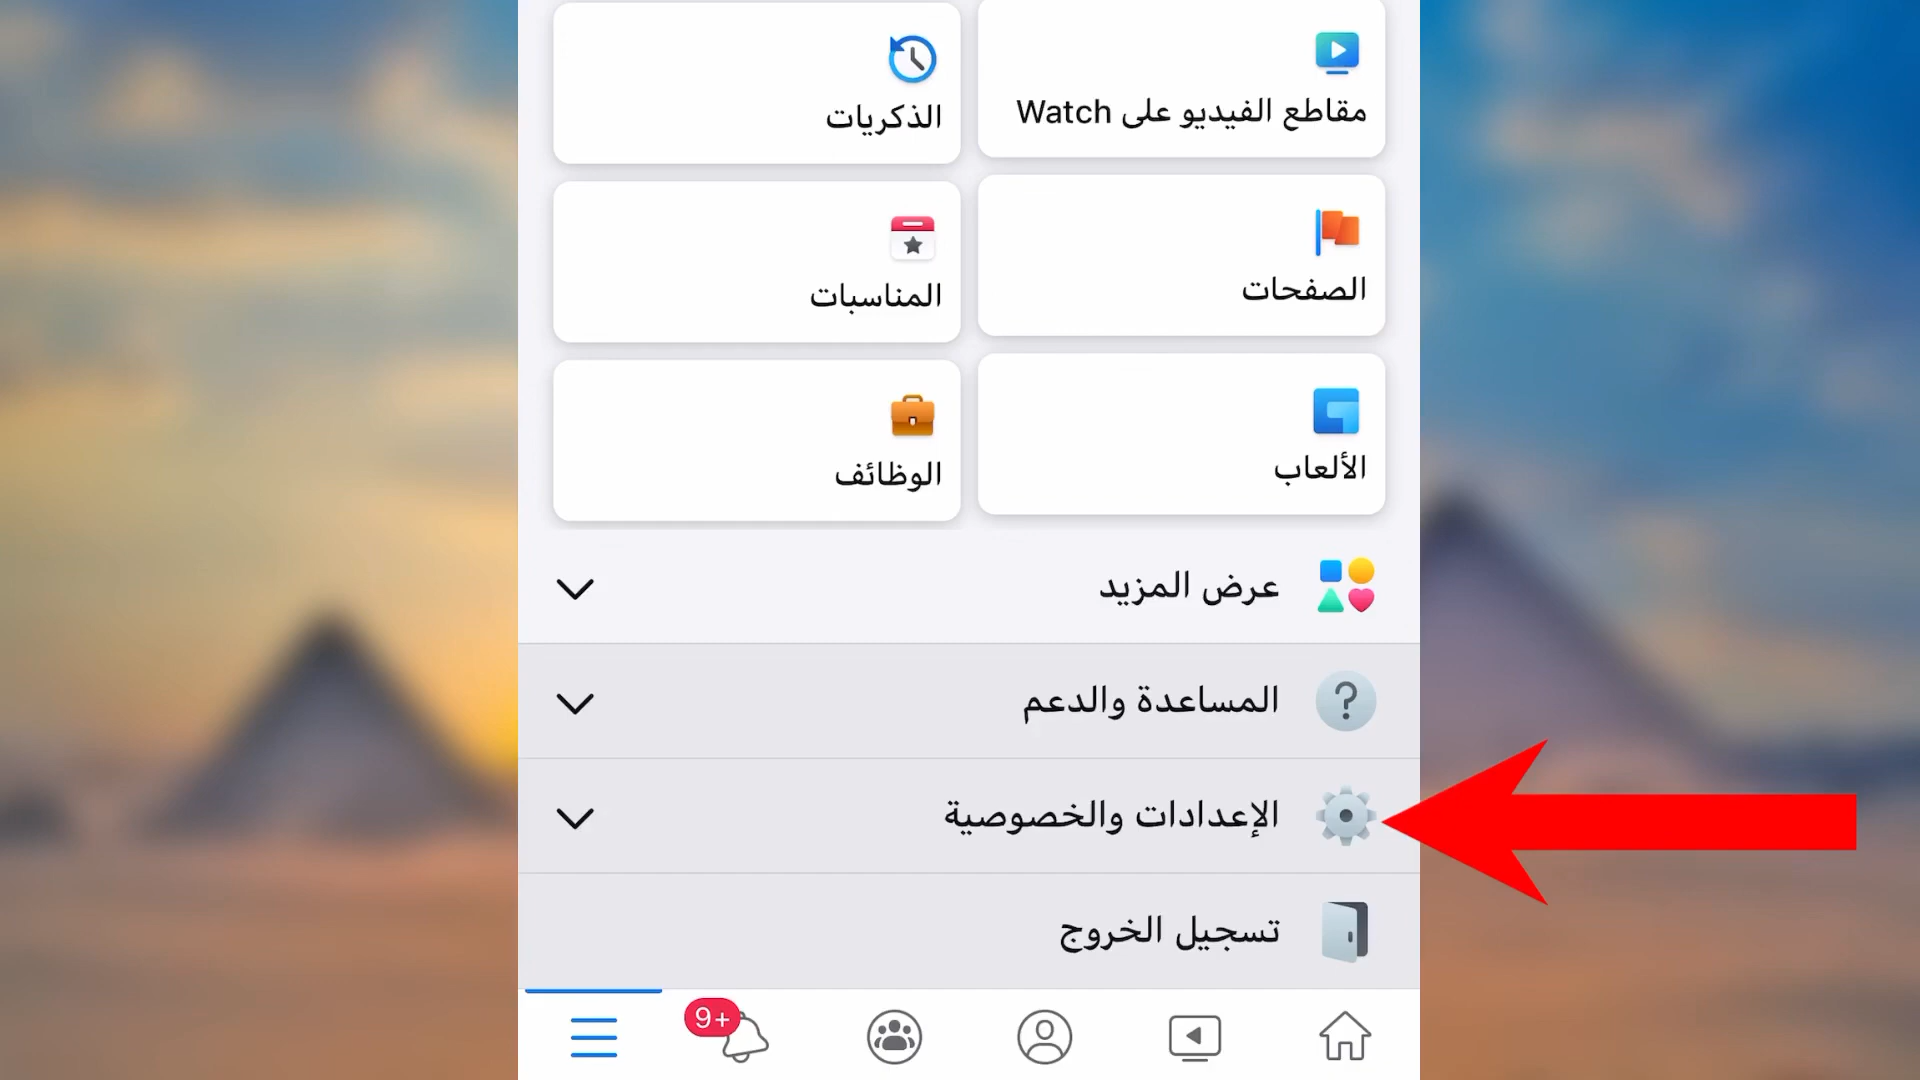 مقاطع الفيديو على Watch
الذكريات
الصفحات
المناسبات
الألعاب
الوظائف
عرض المزيد
المساعدة والدعم
الإعدادات والخصوصية
تسجيل الخروج
9+